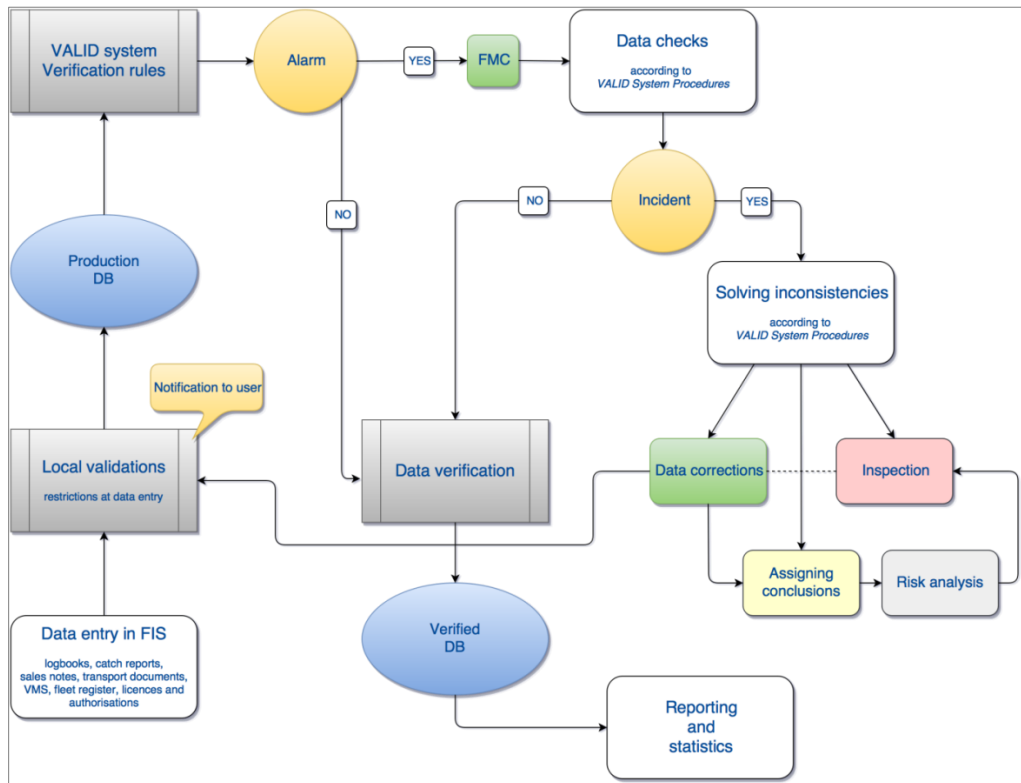 VALID system
Verification rules
Alarm
YES
FMC
Data checks
according to
VALID System Procedures
NO
NO
Incident
YES
Production
DB
Solving inconsistencies
according to
VALID System Procedures
Notification to user
Local validations
restrictions at data entry
Data verification
Data corrections
Inspection
Assigning
conclusions
Risk analysis
Data entry in FIS
logbooks, catch reports,
sales notes, transport documents,
VMS, fleet register, licences and
authorisations
Verified
DB
Reporting
and
statistics